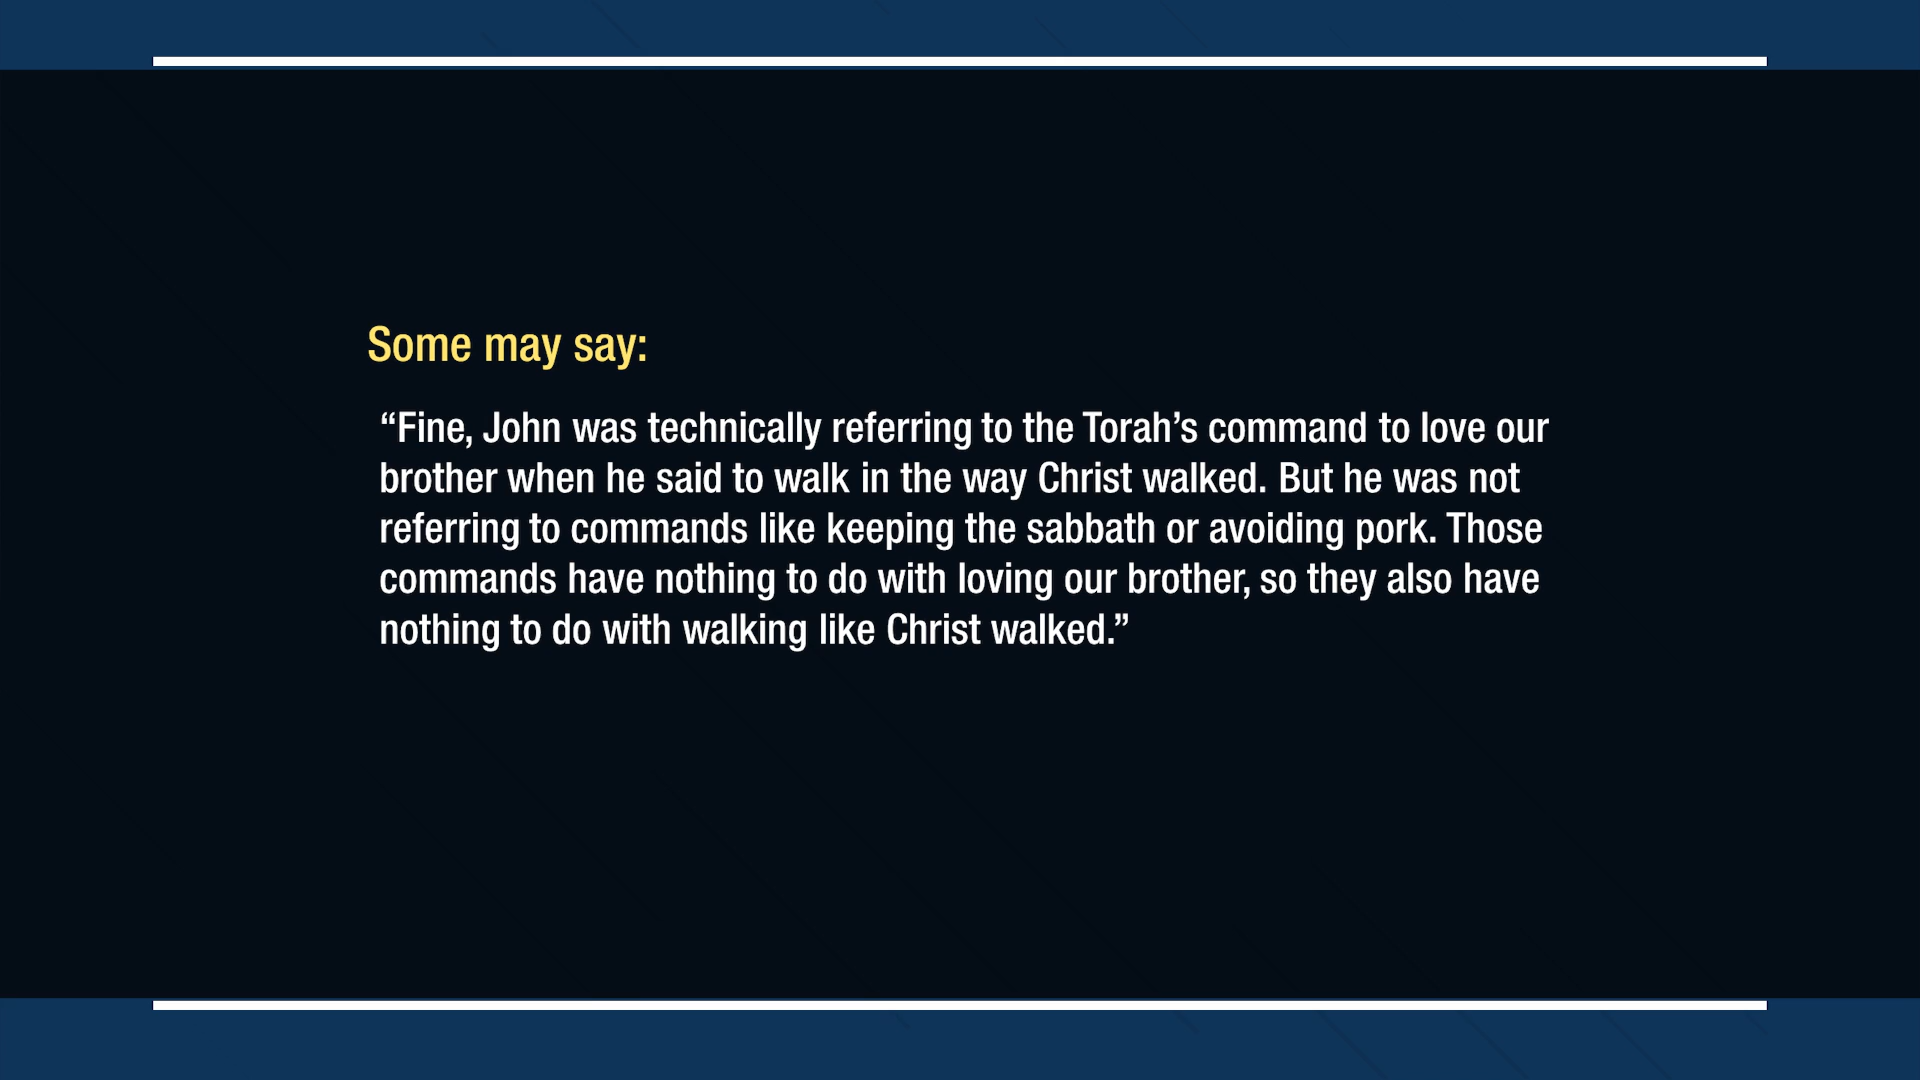 Some may say:
“Fine, John was technically referring to the Torah’s command to love our
brother when he said to walk in the way Christ walked. But he was not
referring to commands like keeping the sabbath or avoiding pork. Those
commands have nothing to do with loving our brother, so they also have
nothing to do with walking like Christ walked.”